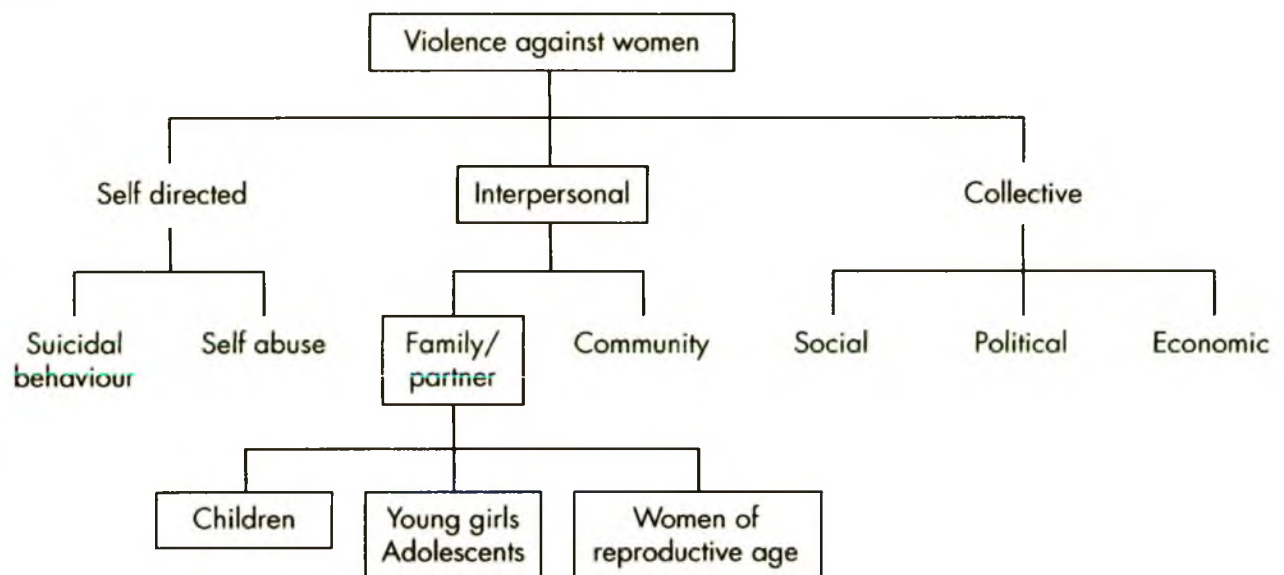 Violence against women
Self directed
Interpersonal
Collective
Suicidal
behaviour
Self abuse
Family/
partner
Community
Social
Political
Economic
Children
Young girls
Adolescents
Women of
reproductive age